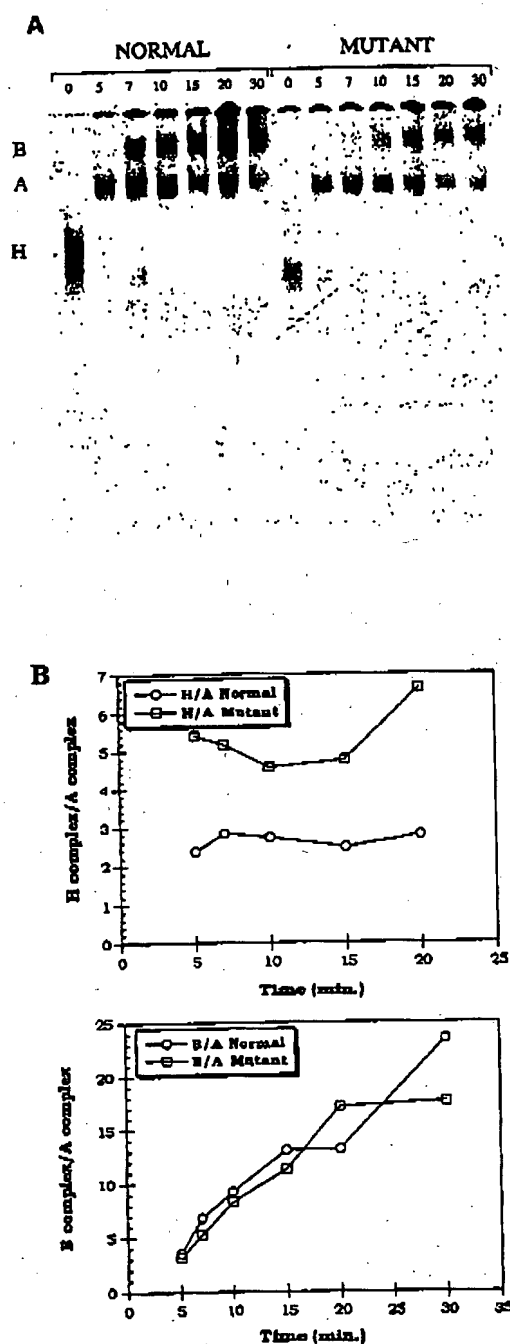 A
NORMAL MUTANT
0 5 7 10 15 20 30 0 5 7 10 15 20 30
B
A
H
B
7
6
5
4
3
2
1
0
H complex/A complex
H/A Normal
H/A Mutant
0 5 10 15 20 25
Time (min.)
25
20
15
10
5
0
B complex/A complex
B/A Normal
B/A Mutant
0 5 10 15 20 25 30 35
Time (min.)